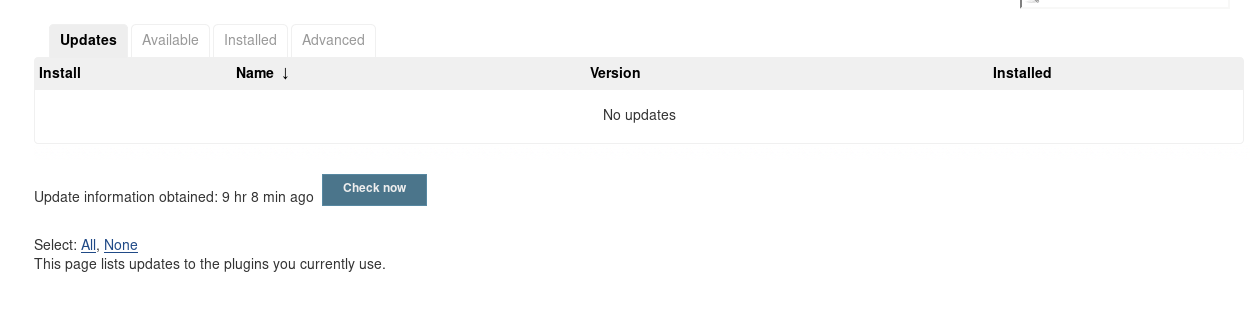 Updates Available Installed Advanced
Install Name ↓ Version Installed
No updates
Update information obtained: 9 hr 8 min ago Check now
Select: All, None
This page lists updates to the plugins you currently use.